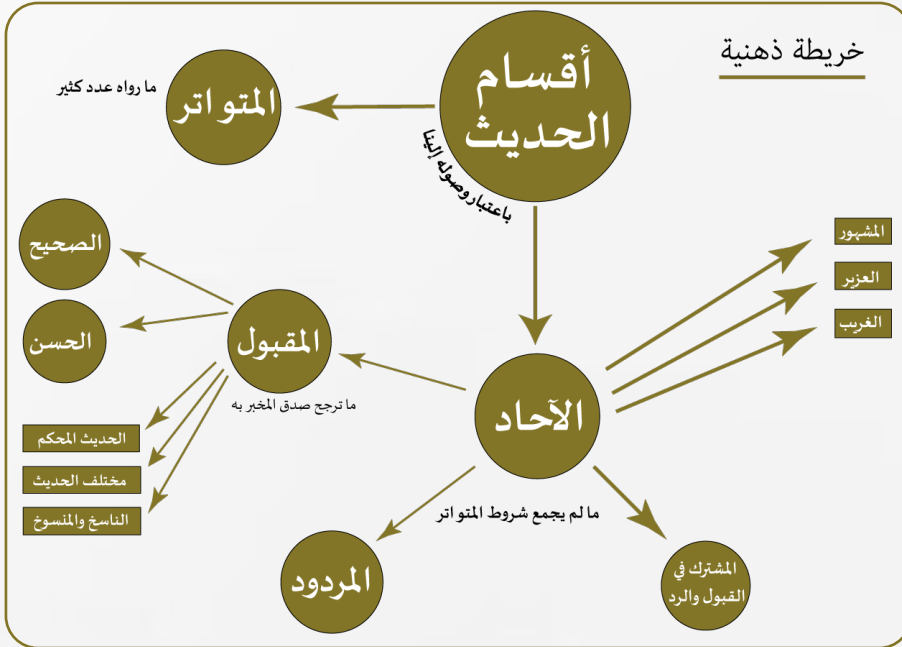 خريطة ذهنية
أقسام
الحديث
باعتبار وصوله إلينا
المتواتر
ما رواه عدد كثير
المشهور
العزيز
الغريب
الآحاد
ما لم يجمع شروط المتواتر
المقبول
ما ترجح صدق المخبر به
الصحيح
الحسن
الحديث المحكم
مختلف الحديث
الناسخ والمنسوخ
المردود
المشترك في
القبول والرد